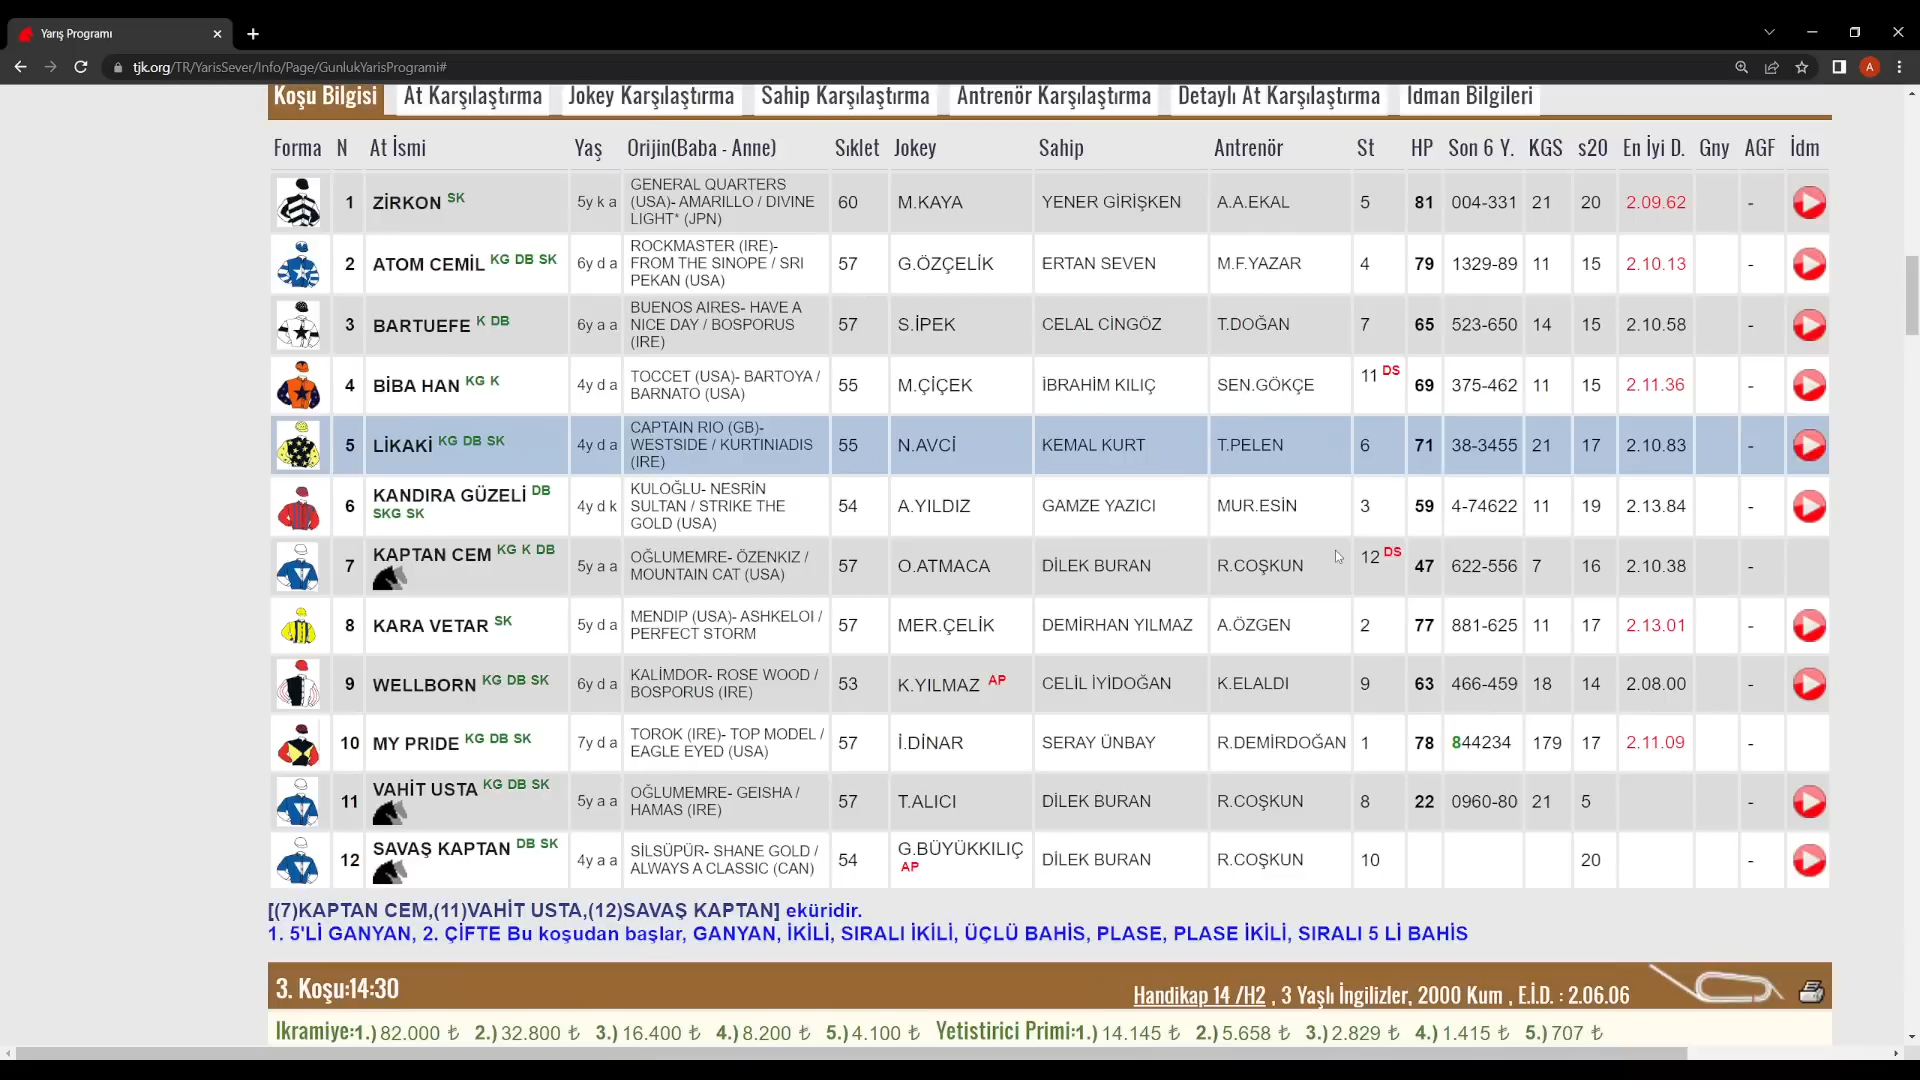 Yarış Programı
tjk.org/TR/YarisSever/Info/Page/GunlukYarisProgrami#
A
Koşu Bilgisi At Karşılaştırma Jokey Karşılaştırma Sahip Karşılaştırma Antrenör Karşılaştırma Detaylı At Karşılaştırma İdman Bilgileri
Forma N At İsmi Yaş Orijin(Baba - Anne) Sıklet Jokey Sahip Antrenör St HP Son 6 Y. KGS s20 En İyi D. Gny AGF İdm
1 ZİRKON SK 5y k a GENERAL QUARTERS (USA)- AMARILLO / DIVINE LIGHT* (JPN) 60 M.KAYA YENER GİRİŞKEN A.A.EKAL 5 81 004-331 21 20 2.09.62 -
2 ATOM CEMİL KG DB SK 6y d a ROCKMASTER (IRE)- FROM THE SINOPE / SRI PEKAN (USA) 57 G.ÖZÇELİK ERTAN SEVEN M.F.YAZAR 4 79 1329-89 11 15 2.10.13 -
3 BARTUEFE K DB 6y a a BUENOS AIRES- HAVE A NICE DAY / BOSPORUS (IRE) 57 S.İPEK CELAL CİNGÖZ T.DOĞAN 7 65 523-650 14 15 2.10.58 -
4 BİBA HAN KG K 4y d a TOCCET (USA)- BARTOYA / BARNATO (USA) 55 M.ÇİÇEK İBRAHİM KILIÇ SEN.GÖKÇE 11 DS 69 375-462 11 15 2.11.36 -
5 LİKAKİ KG DB SK 4y d a CAPTAIN RIO (GB)- WESTSIDE / KURTINIADIS (IRE) 55 N.AVCİ KEMAL KURT T.PELEN 6 71 38-3455 21 17 2.10.83 -
6 KANDIRA GÜZELİ DB SKG SK 4y d k KULOĞLU- NESRİN SULTAN / STRIKE THE GOLD (USA) 54 A.YILDIZ GAMZE YAZICI MUR.ESİN 3 59 4-74622 11 19 2.13.84 -
7 KAPTAN CEM KG K DB 5y a a OĞLUMEMRE- ÖZENKIZ / MOUNTAIN CAT (USA) 57 O.ATMACA DİLEK BURAN R.COŞKUN 12 DS 47 622-556 7 16 2.10.38 -
8 KARA VETAR SK 5y d a MENDIP (USA)- ASHKELOI / PERFECT STORM 57 MER.ÇELİK DEMİRHAN YILMAZ A.ÖZGEN 2 77 881-625 11 17 2.13.01 -
9 WELLBORN KG DB SK 6y d a KALİMDOR- ROSE WOOD / BOSPORUS (IRE) 53 K.YILMAZ AP CELİL İYİDOĞAN K.ELALDI 9 63 466-459 18 14 2.08.00 -
10 MY PRIDE KG DB SK 7y d a TOROK (IRE)- TOP MODEL / EAGLE EYED (USA) 57 İ.DİNAR SERAY ÜNBAY R.DEMİRDOĞAN 1 78 844234 179 17 2.11.09 -
11 VAHİT USTA KG DB SK 5y a a OĞLUMEMRE- GEISHA / HAMAS (IRE) 57 T.ALICI DİLEK BURAN R.COŞKUN 8 22 0960-80 21 5 -
12 SAVAŞ KAPTAN DB SK 4y a a SİLSÜPÜR- SHANE GOLD / ALWAYS A CLASSIC (CAN) 54 G.BÜYÜKKILIÇ AP DİLEK BURAN R.COŞKUN 10 20 -
[(7)KAPTAN CEM,(11)VAHİT USTA,(12)SAVAŞ KAPTAN] eküridir.
1. 5'Lİ GANYAN, 2. ÇİFTE Bu koşudan başlar, GANYAN, İKİLİ, SIRALI İKİLİ, ÜÇLÜ BAHİS, PLASE, PLASE İKİLİ, SIRALI 5 Lİ BAHİS
3. Koşu:14:30 Handikap 14 /H2 , 3 Yaşlı İngilizler, 2000 Kum , E.İ.D. : 2.06.06
Ikramiye:1.) 82.000 ₺ 2.) 32.800 ₺ 3.) 16.400 ₺ 4.) 8.200 ₺ 5.) 4.100 ₺ Yetistirici Primi:1.) 14.145 ₺ 2.) 5.658 ₺ 3.) 2.829 ₺ 4.) 1.415 ₺ 5.) 707 ₺